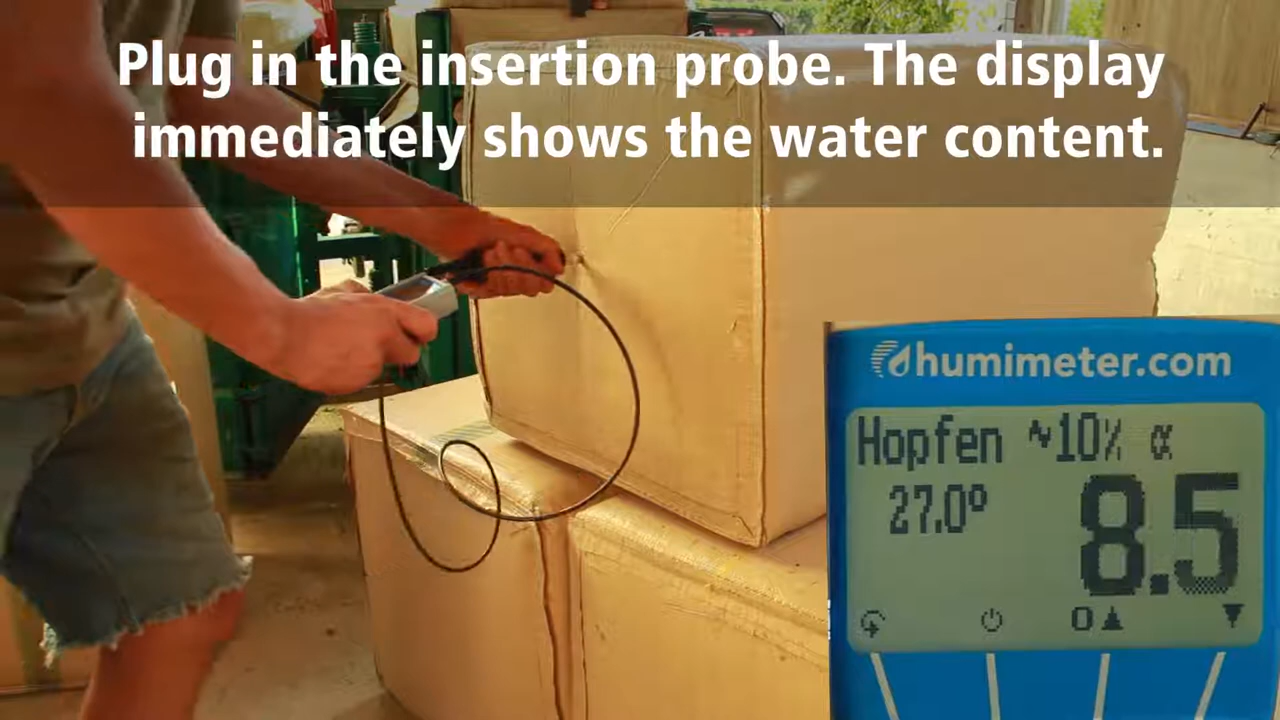 Plug in the insertion probe. The display
immediately shows the water content.
humimeter.com
Hopfen ~10% α
27.0° 8.5
0